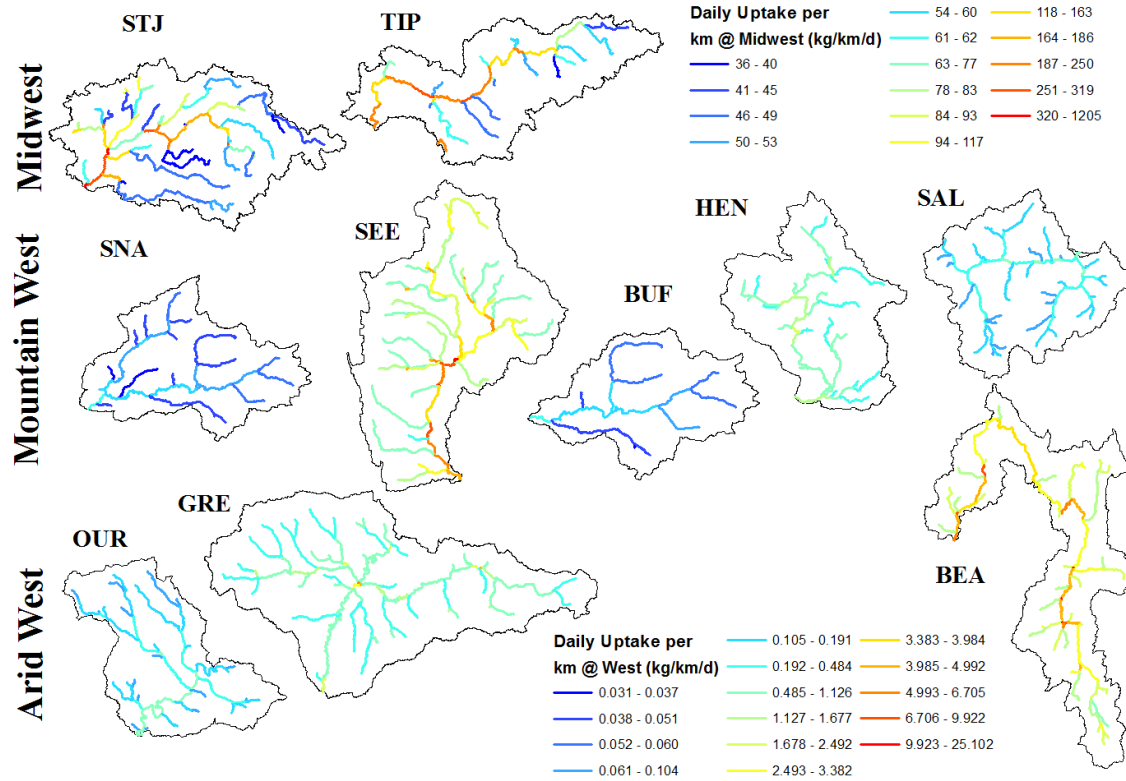 STJ
TIP
Daily Uptake per
km @ Midwest (kg/km/d)
36 - 40
41 - 45
46 - 49
50 - 53
54 - 60
61 - 62
63 - 77
78 - 83
84 - 93
94 - 117
118 - 163
164 - 186
187 - 250
251 - 319
320 - 1205
Midwest
SNA
SEE
BUF
HEN
SAL
Mountain West
OUR
GRE
BEA
Arid West
Daily Uptake per
km @ West (kg/km/d)
0.031 - 0.037
0.038 - 0.051
0.052 - 0.060
0.061 - 0.104
0.105 - 0.191
0.192 - 0.484
0.485 - 1.126
1.127 - 1.677
1.678 - 2.492
2.493 - 3.382
3.383 - 3.984
3.985 - 4.992
4.993 - 6.705
6.706 - 9.922
9.923 - 25.102